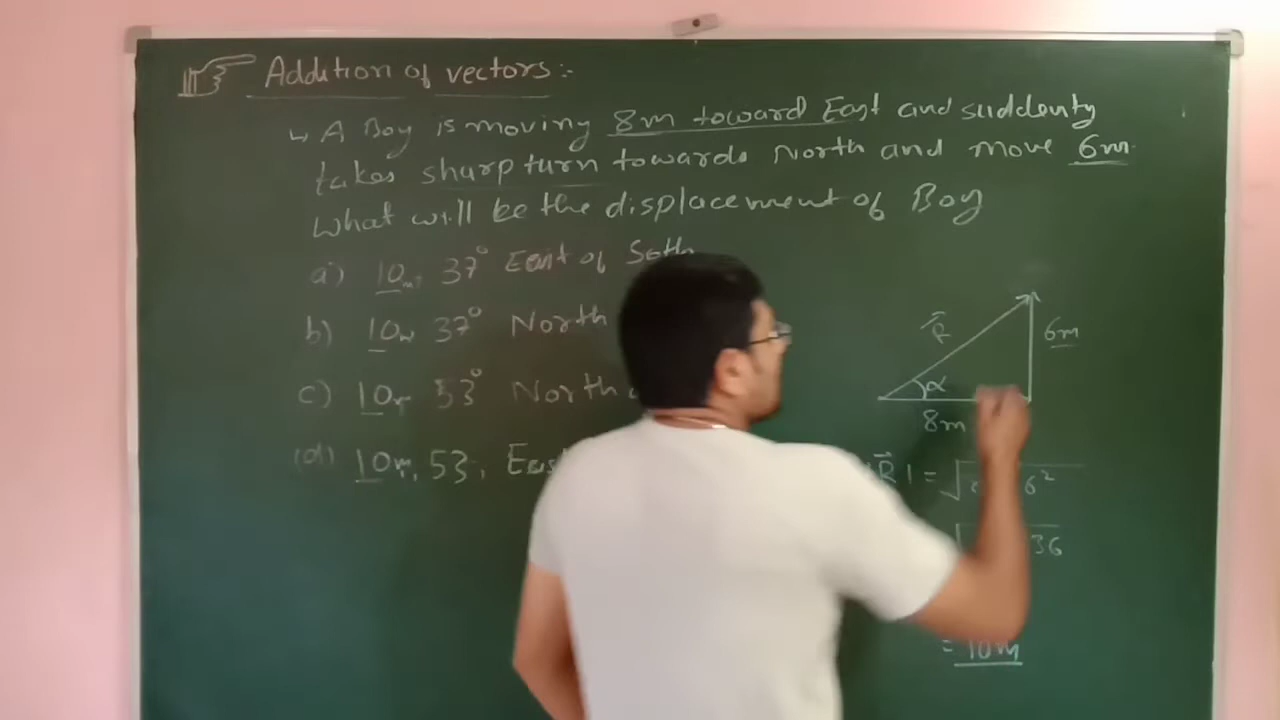 Addition of vectors:-
↳ A Boy is moving 8m toward East and suddenly
takes sharp turn towards North and move 6m.
What will be the displacement of Boy
a) 10m, 37° East of Soth
b) 10m 37° North
c) 10m 53° North
(d) 10m, 53, Eas
R
6m
α
8m
|R| = √ 6²
√ 36
= 10m